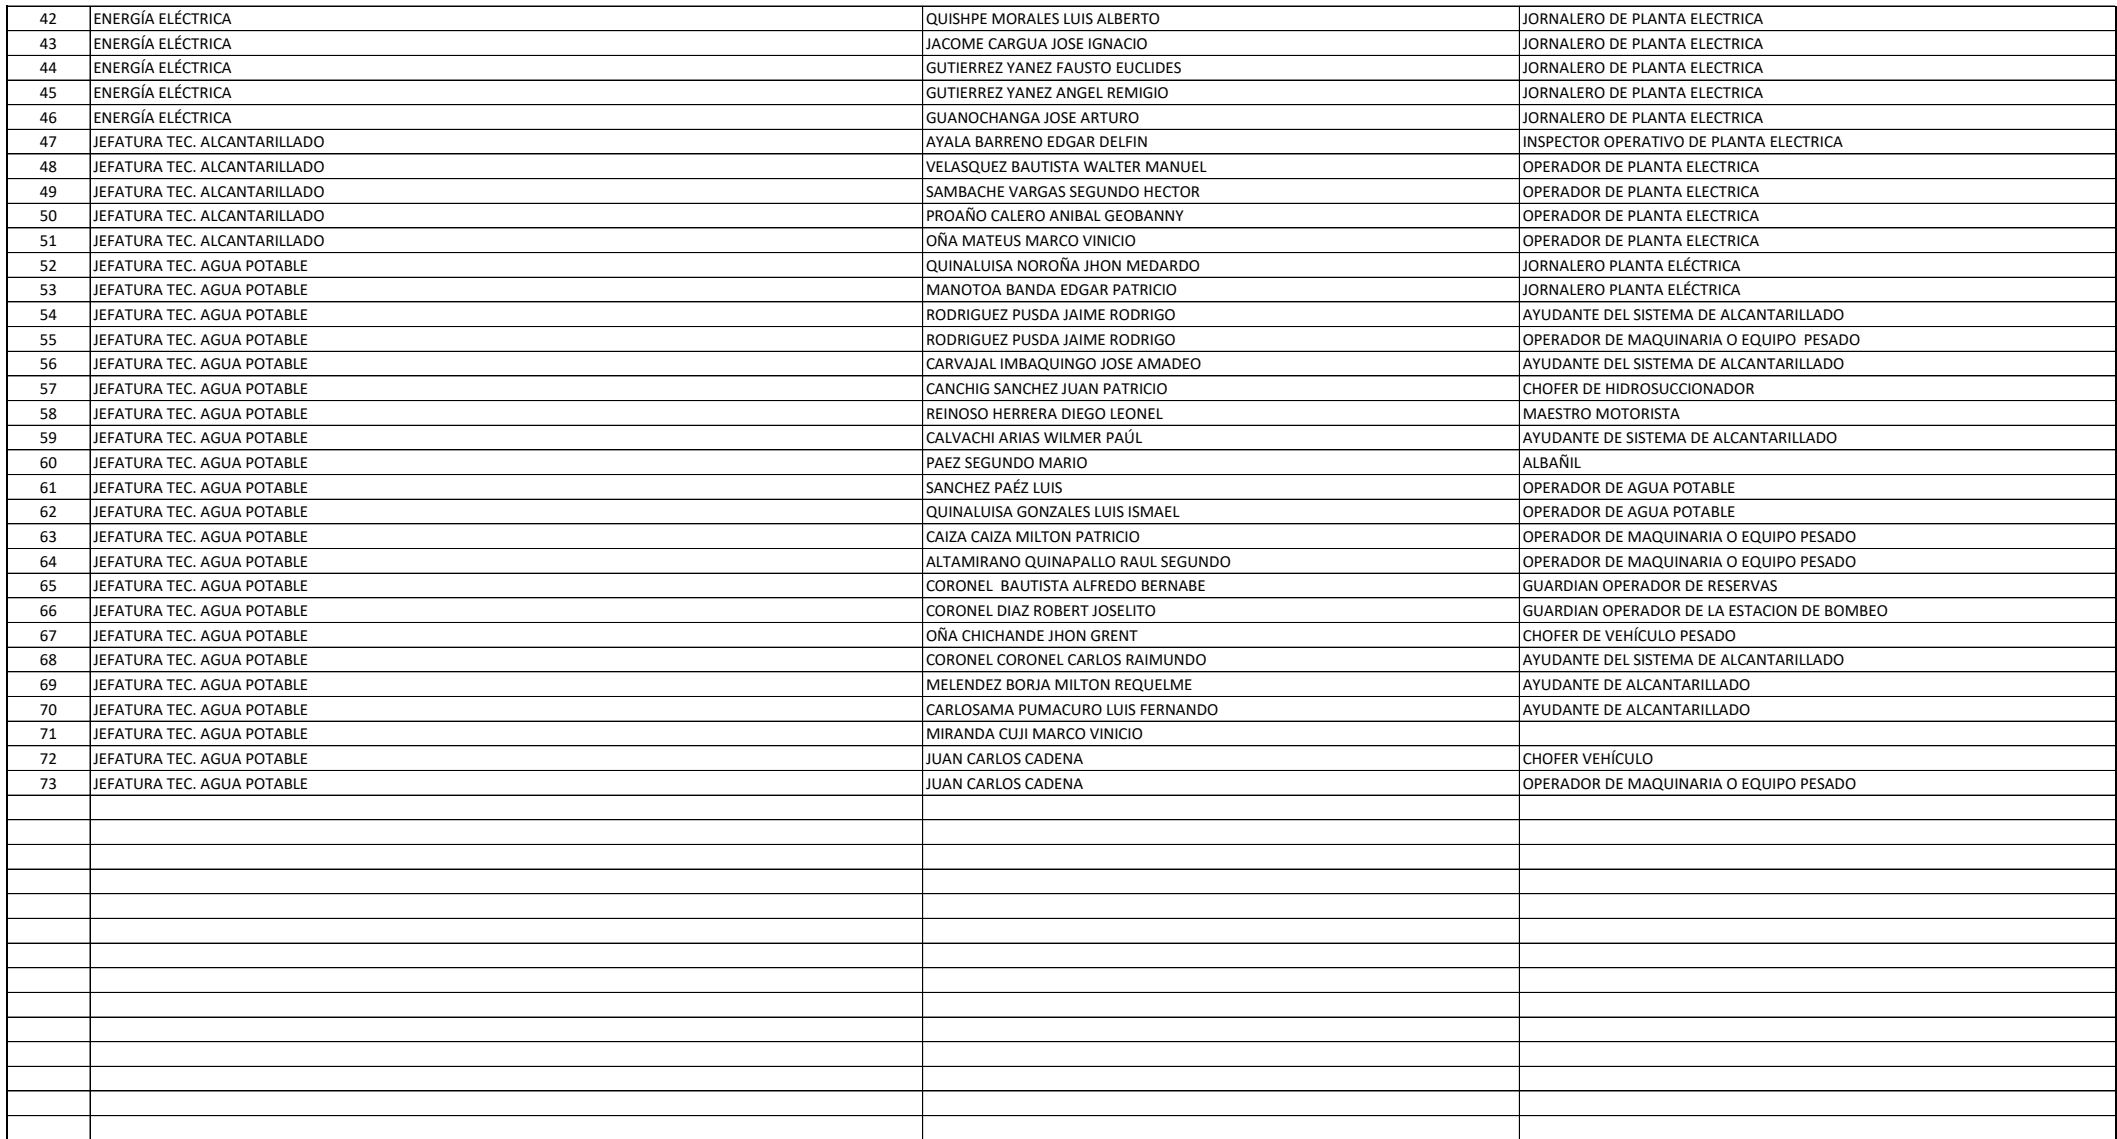 42 ENERGÍA ELÉCTRICA QUISHPE MORALES LUIS ALBERTO JORNALERO DE PLANTA ELECTRICA
43 ENERGÍA ELÉCTRICA JACOME CARGUA JOSE IGNACIO JORNALERO DE PLANTA ELECTRICA
44 ENERGÍA ELÉCTRICA GUTIERREZ YANEZ FAUSTO EUCLIDES JORNALERO DE PLANTA ELECTRICA
45 ENERGÍA ELÉCTRICA GUTIERREZ YANEZ ANGEL REMIGIO JORNALERO DE PLANTA ELECTRICA
46 ENERGÍA ELÉCTRICA GUANOCHANGA JOSE ARTURO JORNALERO DE PLANTA ELECTRICA
47 JEFATURA TEC. ALCANTARILLADO AYALA BARRENO EDGAR DELFIN INSPECTOR OPERATIVO DE PLANTA ELECTRICA
48 JEFATURA TEC. ALCANTARILLADO VELASQUEZ BAUTISTA WALTER MANUEL OPERADOR DE PLANTA ELECTRICA
49 JEFATURA TEC. ALCANTARILLADO SAMBACHE VARGAS SEGUNDO HECTOR OPERADOR DE PLANTA ELECTRICA
50 JEFATURA TEC. ALCANTARILLADO PROAÑO CALERO ANIBAL GEOBANNY OPERADOR DE PLANTA ELECTRICA
51 JEFATURA TEC. ALCANTARILLADO OÑA MATEUS MARCO VINICIO OPERADOR DE PLANTA ELECTRICA
52 JEFATURA TEC. AGUA POTABLE QUINALUISA NOROÑA JHON MEDARDO JORNALERO PLANTA ELÉCTRICA
53 JEFATURA TEC. AGUA POTABLE MANOTOA BANDA EDGAR PATRICIO JORNALERO PLANTA ELÉCTRICA
54 JEFATURA TEC. AGUA POTABLE RODRIGUEZ PUSDA JAIME RODRIGO AYUDANTE DEL SISTEMA DE ALCANTARILLADO
55 JEFATURA TEC. AGUA POTABLE RODRIGUEZ PUSDA JAIME RODRIGO OPERADOR DE MAQUINARIA O EQUIPO PESADO
56 JEFATURA TEC. AGUA POTABLE CARVAJAL IMBAQUINGO JOSE AMADEO AYUDANTE DEL SISTEMA DE ALCANTARILLADO
57 JEFATURA TEC. AGUA POTABLE CANCHIG SANCHEZ JUAN PATRICIO CHOFER DE HIDROSUCCIONADOR
58 JEFATURA TEC. AGUA POTABLE REINOSO HERRERA DIEGO LEONEL MAESTRO MOTORISTA
59 JEFATURA TEC. AGUA POTABLE CALVACHI ARIAS WILMER PAÚL AYUDANTE DE SISTEMA DE ALCANTARILLADO
60 JEFATURA TEC. AGUA POTABLE PAEZ SEGUNDO MARIO ALBAÑIL
61 JEFATURA TEC. AGUA POTABLE SANCHEZ PAÉZ LUIS OPERADOR DE AGUA POTABLE
62 JEFATURA TEC. AGUA POTABLE QUINALUISA GONZALES LUIS ISMAEL OPERADOR DE AGUA POTABLE
63 JEFATURA TEC. AGUA POTABLE CAIZA CAIZA MILTON PATRICIO OPERADOR DE MAQUINARIA O EQUIPO PESADO
64 JEFATURA TEC. AGUA POTABLE ALTAMIRANO QUINAPALLO RAUL SEGUNDO OPERADOR DE MAQUINARIA O EQUIPO PESADO
65 JEFATURA TEC. AGUA POTABLE CORONEL BAUTISTA ALFREDO BERNABE GUARDIAN OPERADOR DE RESERVAS
66 JEFATURA TEC. AGUA POTABLE CORONEL DIAZ ROBERT JOSELITO GUARDIAN OPERADOR DE LA ESTACION DE BOMBEO
67 JEFATURA TEC. AGUA POTABLE OÑA CHICHANDE JHON GRENT CHOFER DE VEHÍCULO PESADO
68 JEFATURA TEC. AGUA POTABLE CORONEL CORONEL CARLOS RAIMUNDO AYUDANTE DEL SISTEMA DE ALCANTARILLADO
69 JEFATURA TEC. AGUA POTABLE MELENDEZ BORJA MILTON REQUELME AYUDANTE DE ALCANTARILLADO
70 JEFATURA TEC. AGUA POTABLE CARLOSAMA PUMACURO LUIS FERNANDO AYUDANTE DE ALCANTARILLADO
71 JEFATURA TEC. AGUA POTABLE MIRANDA CUJI MARCO VINICIO
72 JEFATURA TEC. AGUA POTABLE JUAN CARLOS CADENA CHOFER VEHÍCULO
73 JEFATURA TEC. AGUA POTABLE JUAN CARLOS CADENA OPERADOR DE MAQUINARIA O EQUIPO PESADO